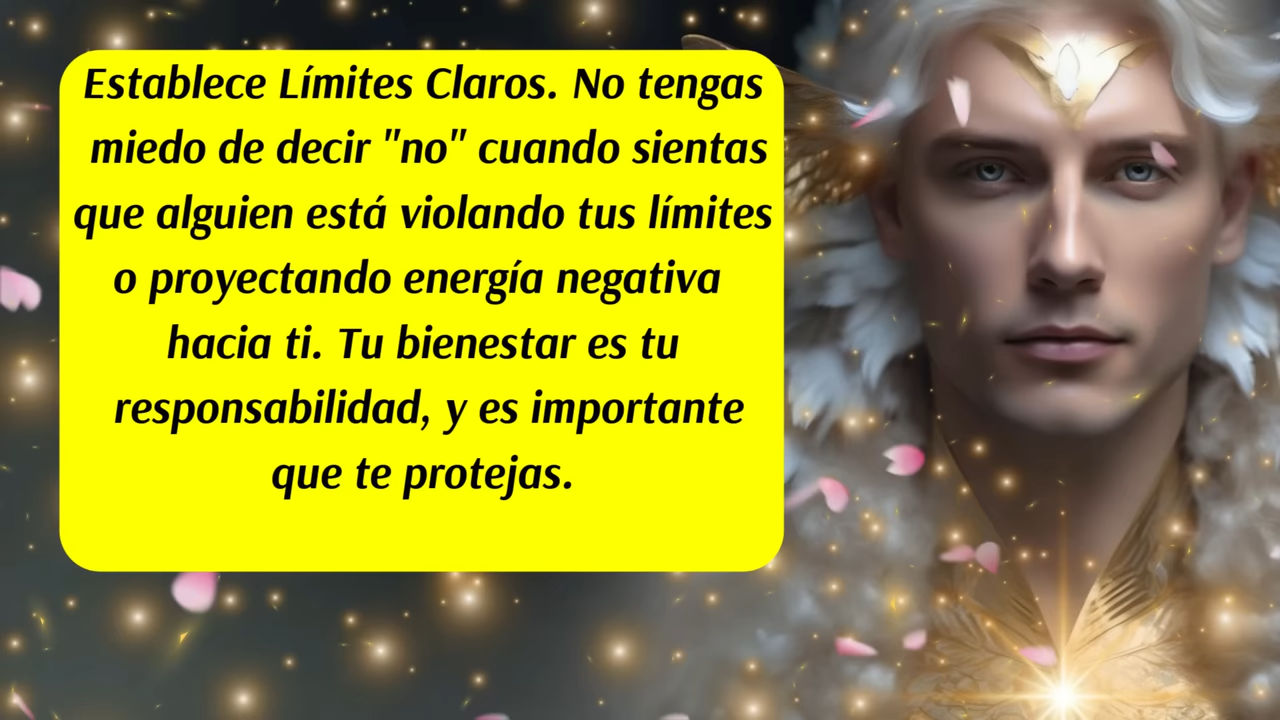 Establece Límites Claros. No tengas
miedo de decir "no" cuando sientas
que alguien está violando tus límites
o proyectando energía negativa
hacia ti. Tu bienestar es tu
responsabilidad, y es importante
que te protejas.